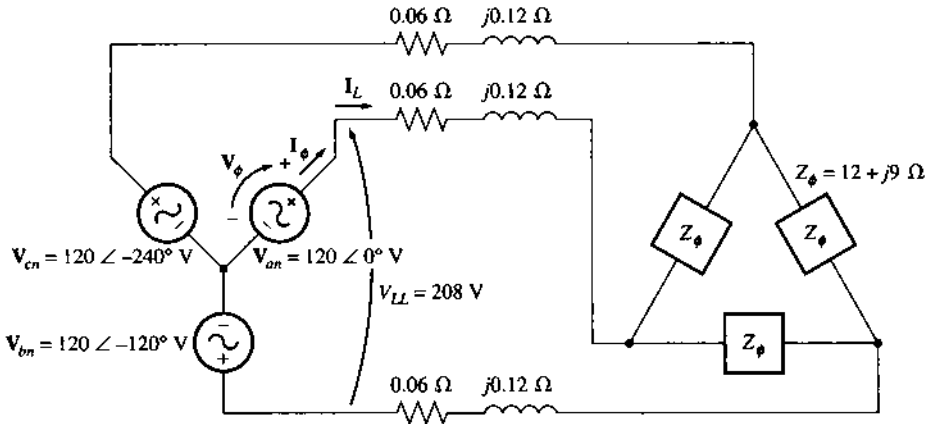 0.06 Ω j0.12 Ω
I_L 0.06 Ω j0.12 Ω
V_ϕ + I_ϕ
Z_ϕ = 12 + j9 Ω
−
+ − + −
Z_ϕ Z_ϕ
V_cn = 120 ∠ −240° V V_an = 120 ∠ 0° V
V_LL = 208 V
−
V_bn = 120 ∠ −120° V
+
Z_ϕ
0.06 Ω j0.12 Ω